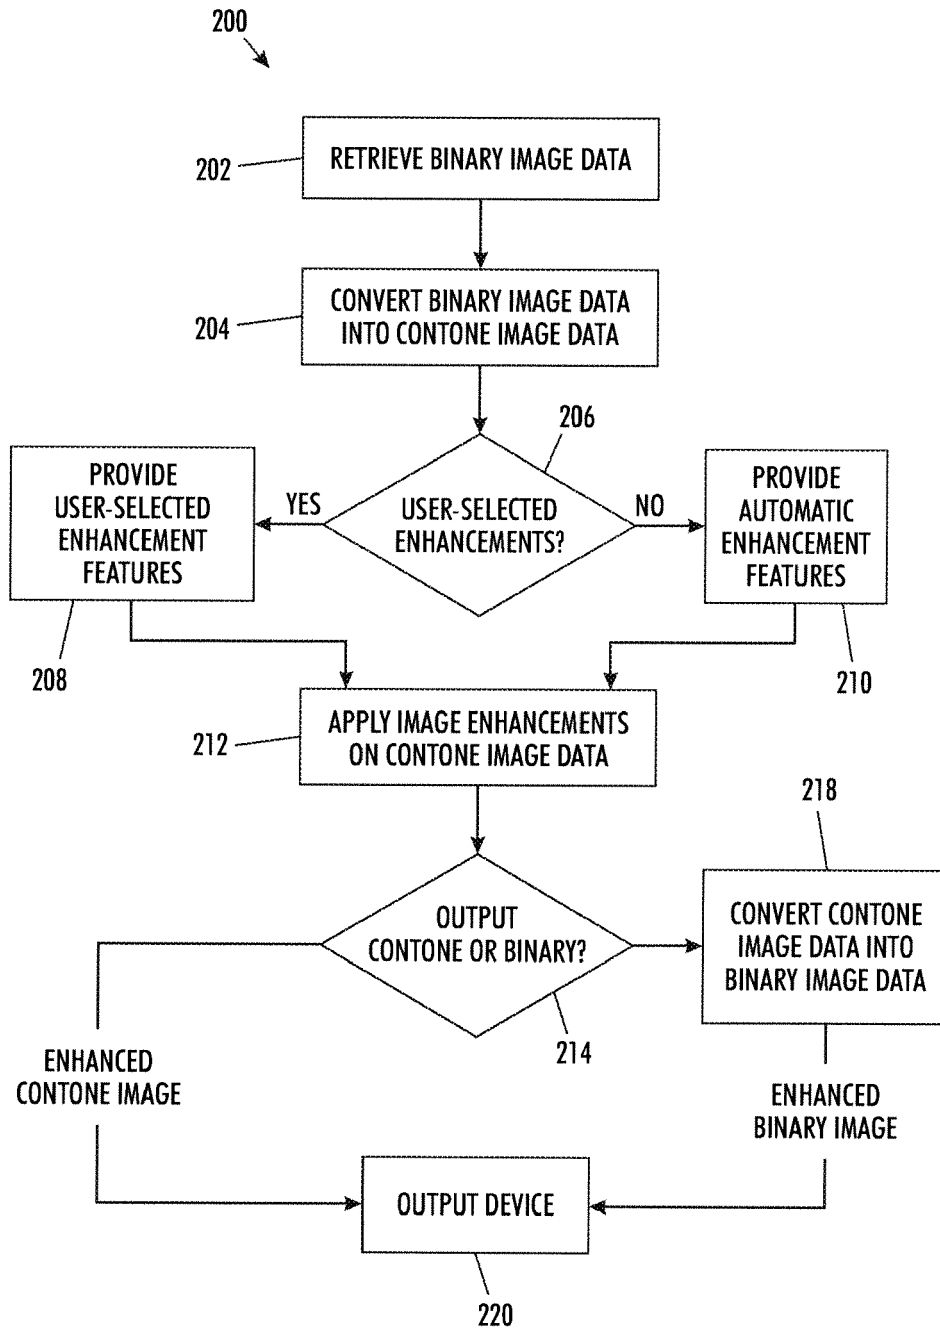 200
RETRIEVE BINARY IMAGE DATA
202
CONVERT BINARY IMAGE DATA
INTO CONTONE IMAGE DATA
204
206
USER-SELECTED
ENHANCEMENTS?
YES
NO
PROVIDE
USER-SELECTED
ENHANCEMENT
FEATURES
208
PROVIDE
AUTOMATIC
ENHANCEMENT
FEATURES
210
APPLY IMAGE ENHANCEMENTS
ON CONTONE IMAGE DATA
212
OUTPUT
CONTONE OR BINARY?
214
218
CONVERT CONTONE
IMAGE DATA INTO
BINARY IMAGE DATA
ENHANCED
CONTONE IMAGE
ENHANCED
BINARY IMAGE
OUTPUT DEVICE
220